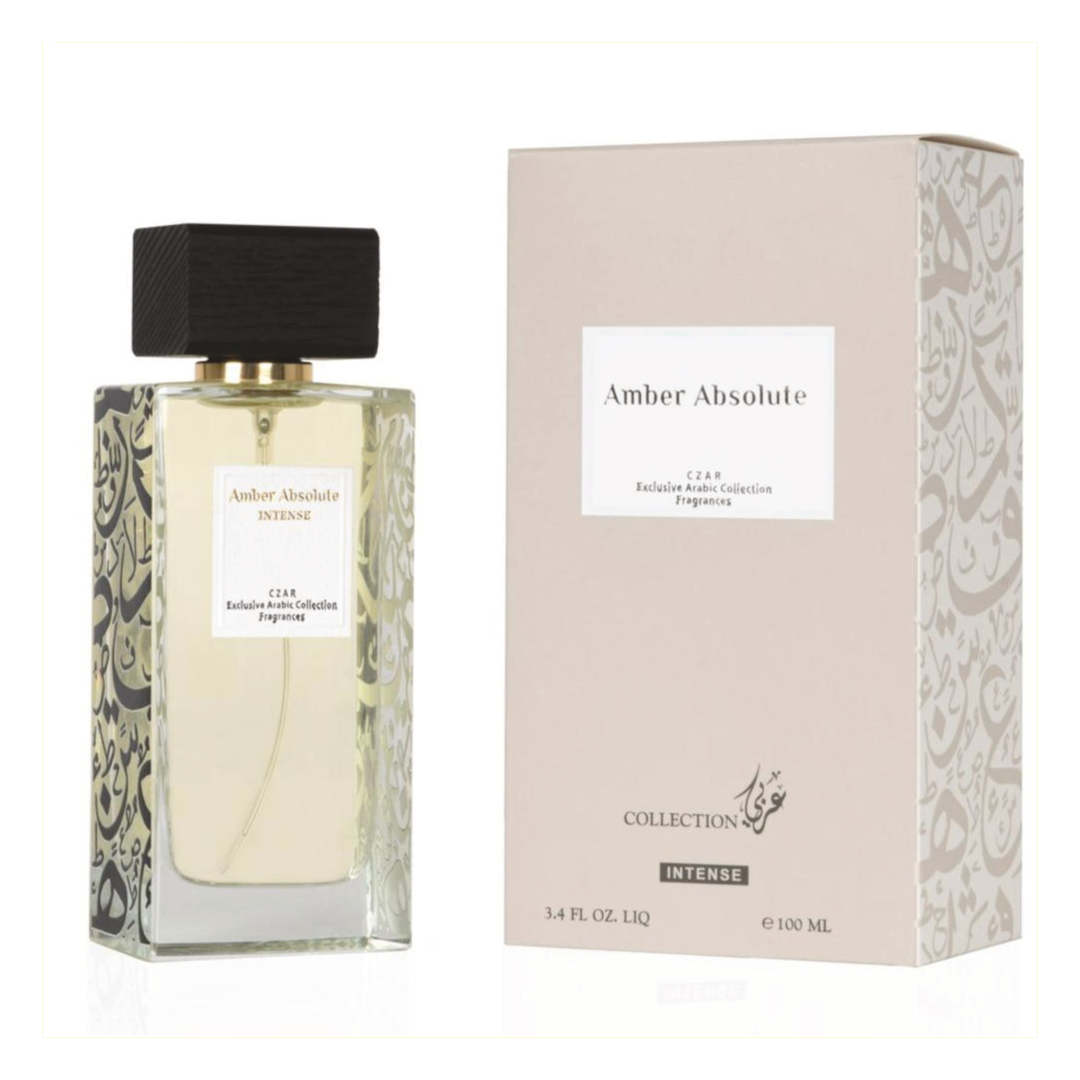 Amber Absolute
INTENSE
CZAR
Exclusive Arabic Collection
Fragrances
Amber Absolute
CZAR
Exclusive Arabic Collection
Fragrances
COLLECTION عربي
INTENSE
3.4 FL OZ. LIQ
℮ 100 ML